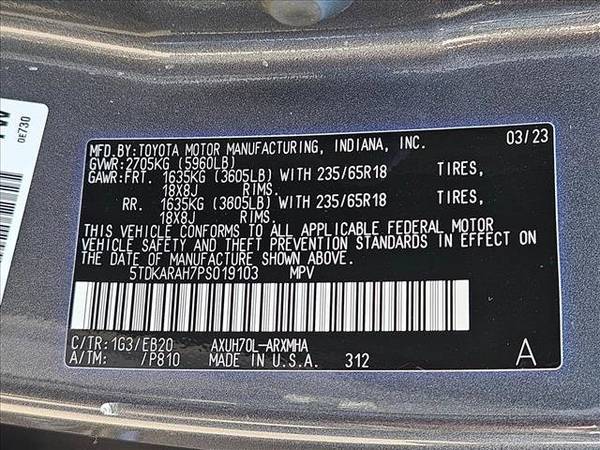 MFD.BY:TOYOTA MOTOR MANUFACTURING, INDIANA, INC. 03/23
GVWR:2705KG (5960LB)
GAWR:FRT. 1635KG (3605LB) WITH 235/65R18 TIRES,
18X8J RIMS.
RR. 1635KG (3605LB) WITH 235/65R18 TIRES,
18X8J RIMS.
THIS VEHICLE CONFORMS TO ALL APPLICABLE FEDERAL MOTOR
VEHICLE SAFETY AND THEFT PREVENTION STANDARDS IN EFFECT ON
THE DATE OF MANUFACTURE SHOWN ABOVE.
5TDKARAH7PS019103 MPV
C/TR:1G3/EB20 AXUH70L-ARXMHA
A/TM: /P810 MADE IN U.S.A. 312 A
0E730